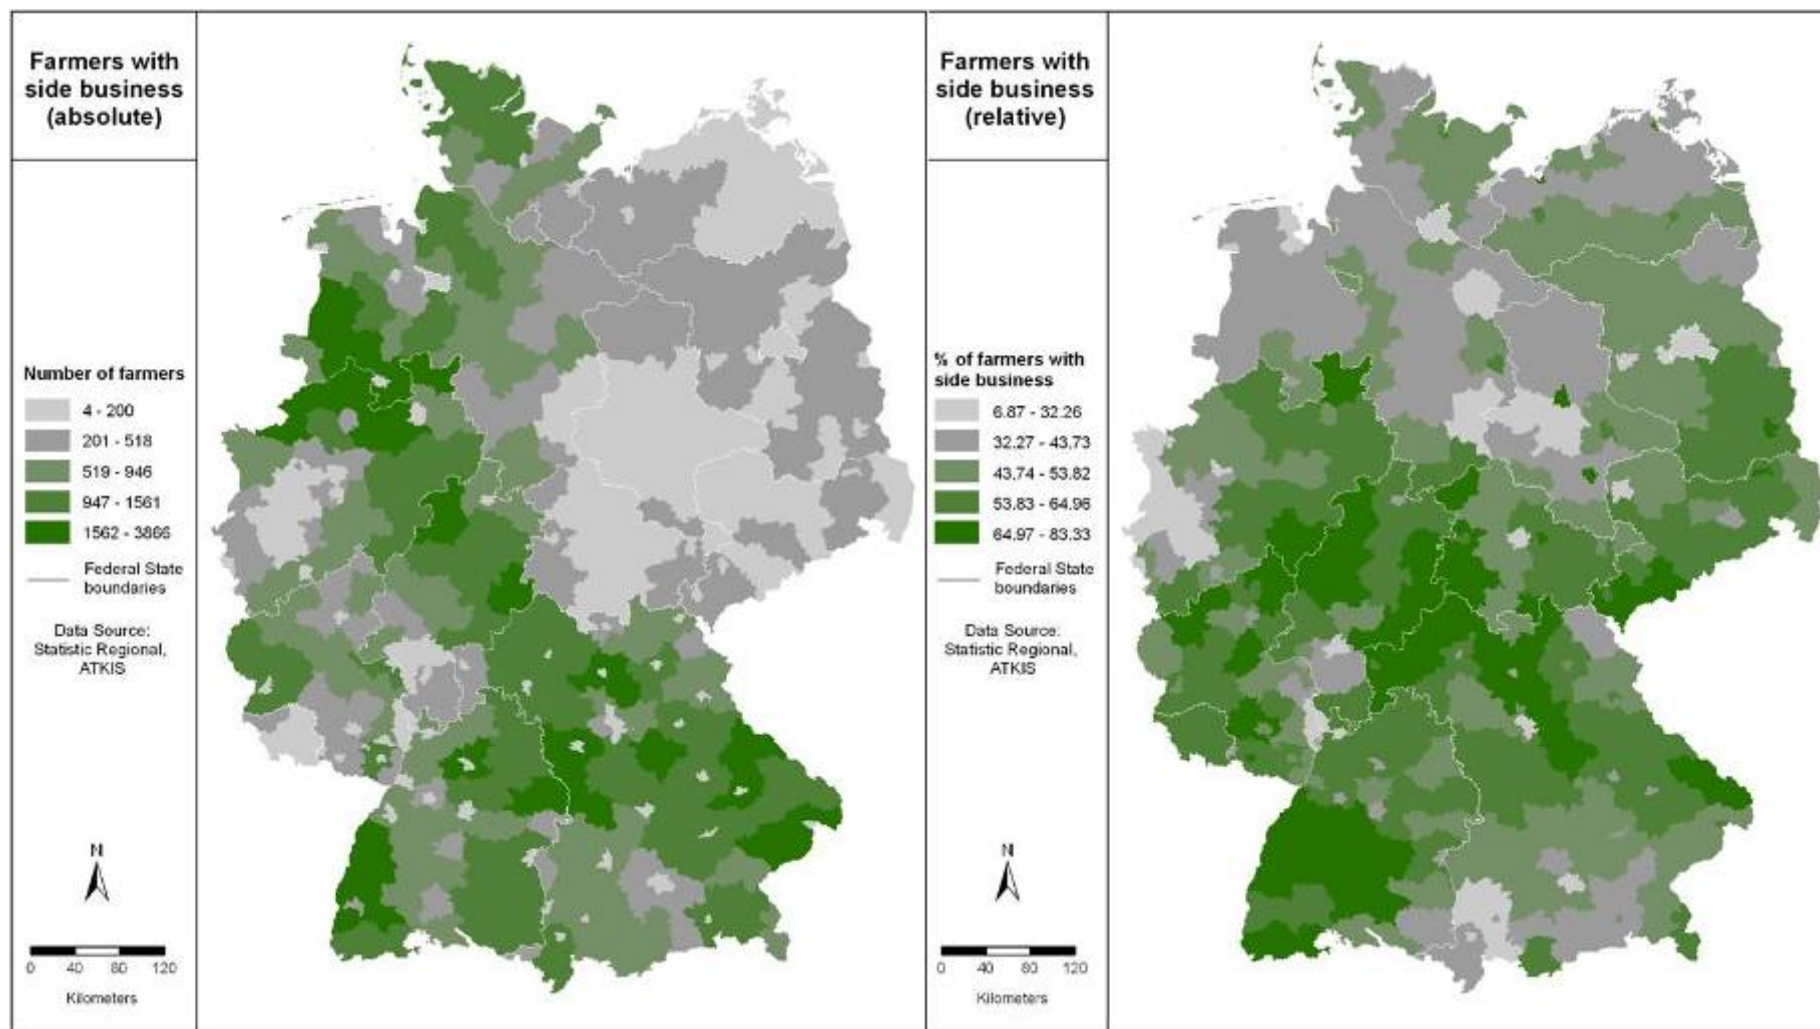 Farmers with
side business
(absolute)
Number of farmers
4 - 200
201 - 518
519 - 946
947 - 1561
1562 - 3866
Federal State
boundaries
Data Source:
Statistic Regional,
ATKIS
N
0 40 80 120
Kilometers
Farmers with
side business
(relative)
% of farmers with
side business
6.87 - 32.26
32.27 - 43.73
43.74 - 53.82
53.83 - 64.96
64.97 - 83.33
Federal State
boundaries
Data Source:
Statistic Regional,
ATKIS
N
0 40 80 120
Kilometers